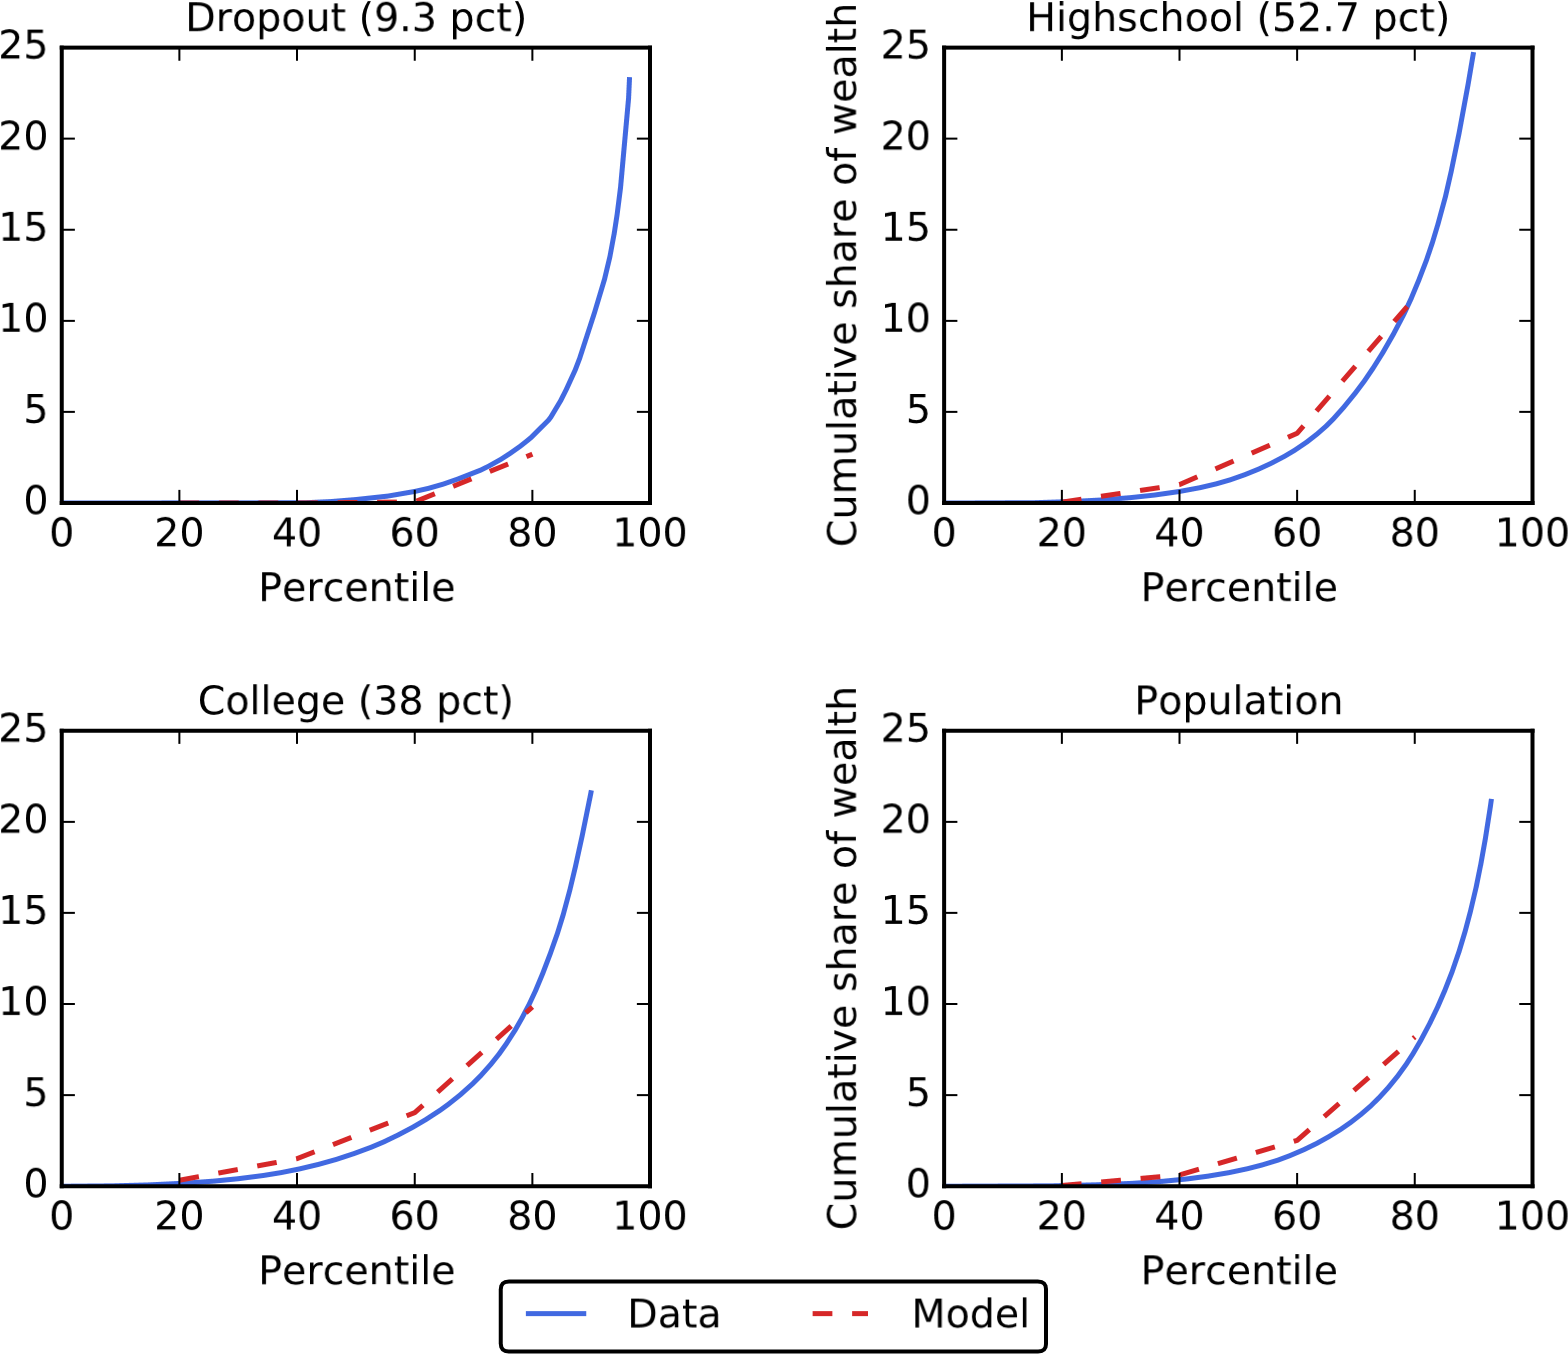 Dropout (9.3 pct)
25
20
15
10
5
0
0 20 40 60 80 100
Percentile
Highschool (52.7 pct)
Cumulative share of wealth
25
20
15
10
5
0
0 20 40 60 80 100
Percentile
College (38 pct)
25
20
15
10
5
0
0 20 40 60 80 100
Percentile
Population
Cumulative share of wealth
25
20
15
10
5
0
0 20 40 60 80 100
Percentile
Data Model